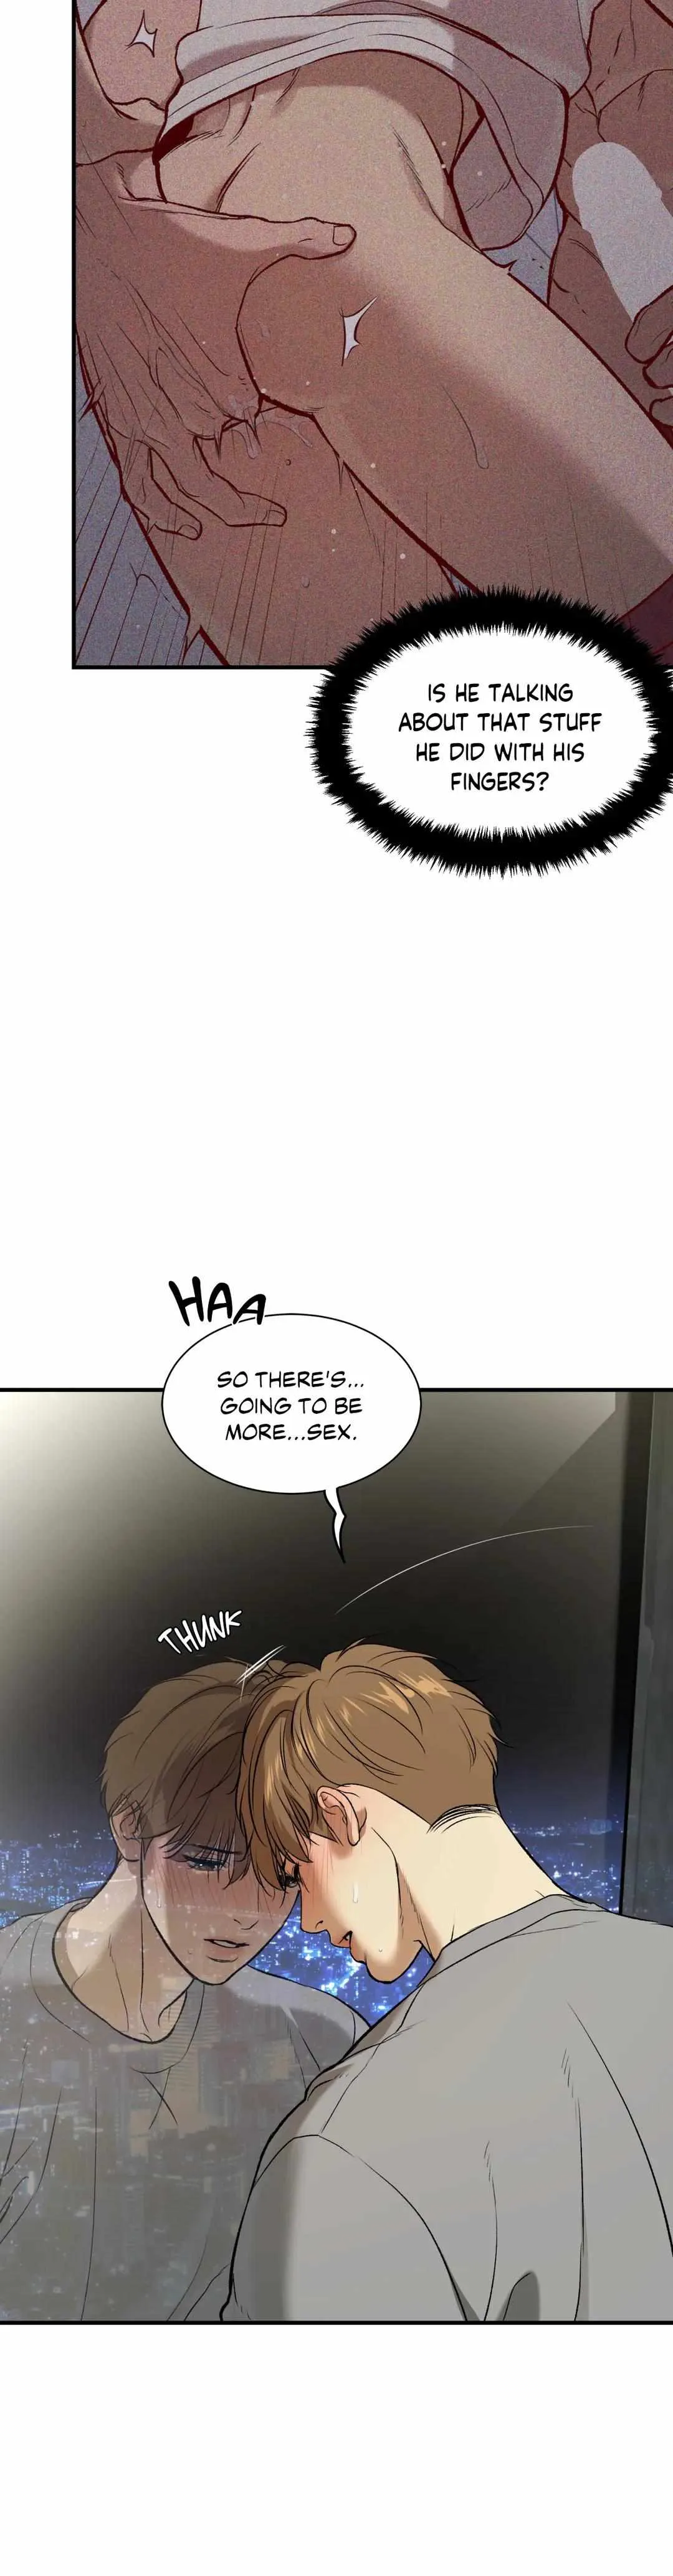 IS HE TALKING
ABOUT THAT STUFF
HE DID WITH HIS
FINGERS?
HAA
SO THERE'S...
GOING TO BE
MORE...SEX.
THUNK